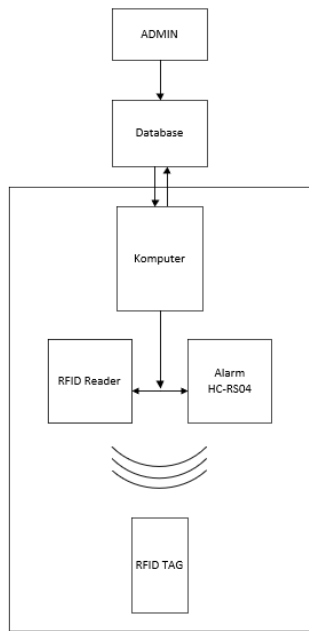 ADMIN
Database
Komputer
RFID Reader
Alarm
HC-RS04
RFID TAG